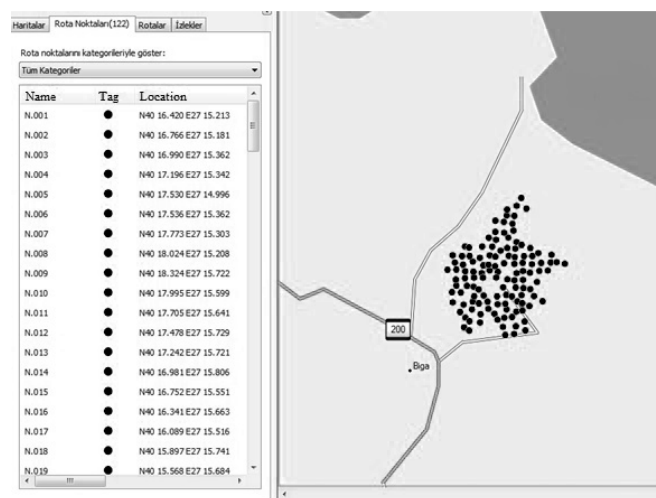 Haritalar Rota Noktaları(122) Rotalar İzlekler
Rota noktalarını kategorileriyle göster:
Tüm Kategoriler
Name Tag Location
N.001 N40 16.420 E27 15.213
N.002 N40 16.766 E27 15.181
N.003 N40 16.990 E27 15.362
N.004 N40 17.196 E27 15.342
N.005 N40 17.530 E27 14.996
N.006 N40 17.536 E27 15.362
N.007 N40 17.773 E27 15.303
N.008 N40 18.024 E27 15.208
N.009 N40 18.324 E27 15.722
N.010 N40 17.995 E27 15.599
N.011 N40 17.705 E27 15.641
N.012 N40 17.478 E27 15.729
N.013 N40 17.242 E27 15.721
N.014 N40 16.981 E27 15.806
N.015 N40 16.752 E27 15.551
N.016 N40 16.341 E27 15.663
N.017 N40 16.089 E27 15.516
N.018 N40 15.897 E27 15.741
N.019 N40 15.568 E27 15.684
200
Biga